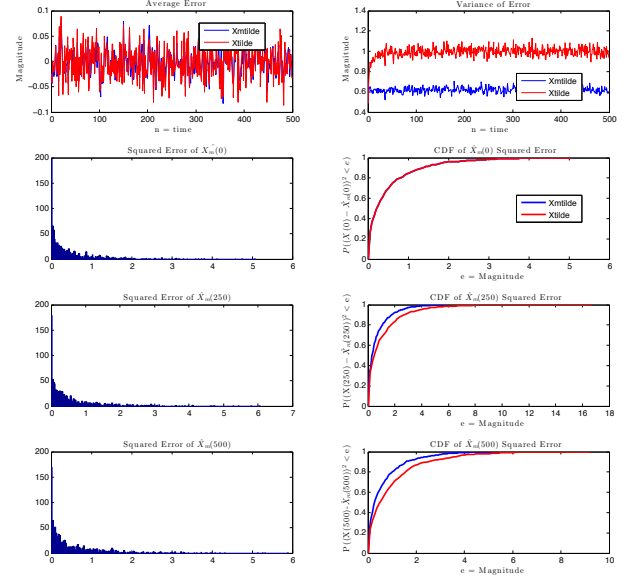 Average Error
Magnitude
0.1
0.05
0
−0.05
−0.1
0 100 200 300 400 500
n = time
Xmtilde
Xtilde
Variance of Error
Magnitude
1.4
1.2
1
0.8
0.6
0.4
0 100 200 300 400 500
n = time
Xmtilde
Xtilde
Squared Error of X̂m(0)
200
150
100
50
0
0 1 2 3 4 5 6
CDF of X̂m(0) Squared Error
P((X(0) − X̂m(0))² < e)
1
0.8
0.6
0.4
0.2
0
0 1 2 3 4 5 6
e = Magnitude
Xmtilde
Xtilde
Squared Error of X̂m(250)
200
150
100
50
0
0 1 2 3 4 5 6 7
CDF of X̂m(250) Squared Error
P((X(250) − X̂m(250))² < e)
1
0.8
0.6
0.4
0.2
0
0 2 4 6 8 10 12 14 16 18
e = Magnitude
Squared Error of X̂m(500)
200
150
100
50
0
0 1 2 3 4 5 6
CDF of X̂m(500) Squared Error
P((X(500)-X̂m(500))² < e)
1
0.8
0.6
0.4
0.2
0
0 2 4 6 8 10
e = Magnitude